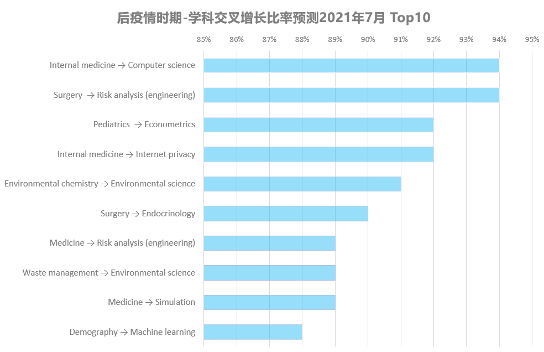 后疫情时期-学科交叉增长比率预测2021年7月 Top10
85% 86% 87% 88% 89% 90% 91% 92% 93% 94% 95%
Internal medicine → Computer science
Surgery → Risk analysis (engineering)
Pediatrics → Econometrics
Internal medicine → Internet privacy
Environmental chemistry → Environmental science
Surgery → Endocrinology
Medicine → Risk analysis (engineering)
Waste management → Environmental science
Medicine → Simulation
Demography → Machine learning